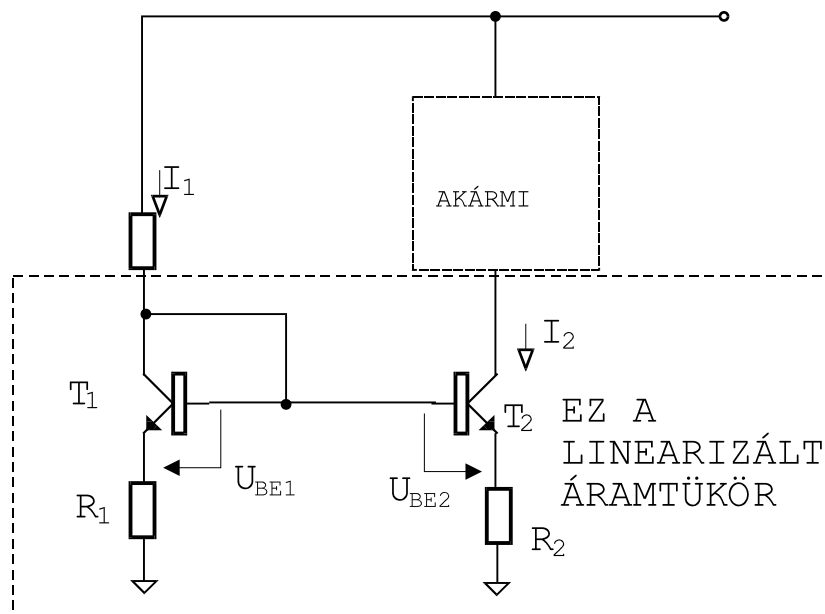 I1
AKÁRMI
I2
T1
T2
EZ A
LINEARIZÁLT
ÁRAMTÜKÖR
UBE1
UBE2
R1
R2